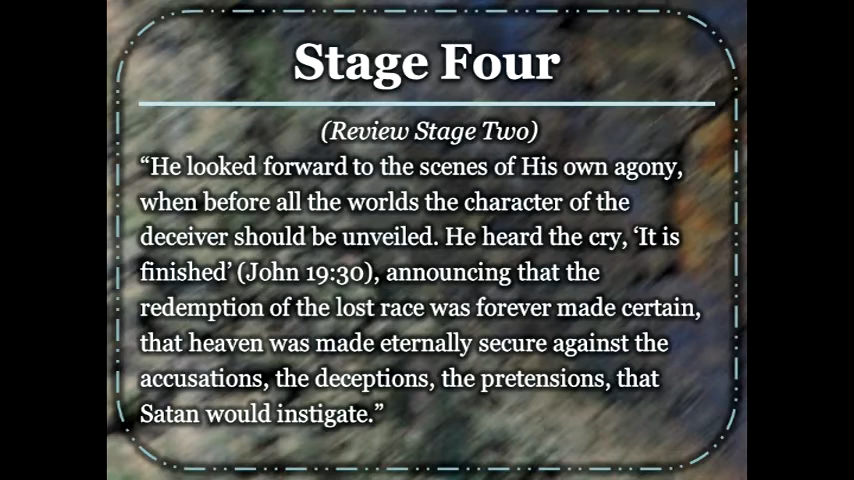 Stage Four
(Review Stage Two)
“He looked forward to the scenes of His own agony,
when before all the worlds the character of the
deceiver should be unveiled. He heard the cry, ‘It is
finished’ (John 19:30), announcing that the
redemption of the lost race was forever made certain,
that heaven was made eternally secure against the
accusations, the deceptions, the pretensions, that
Satan would instigate.”